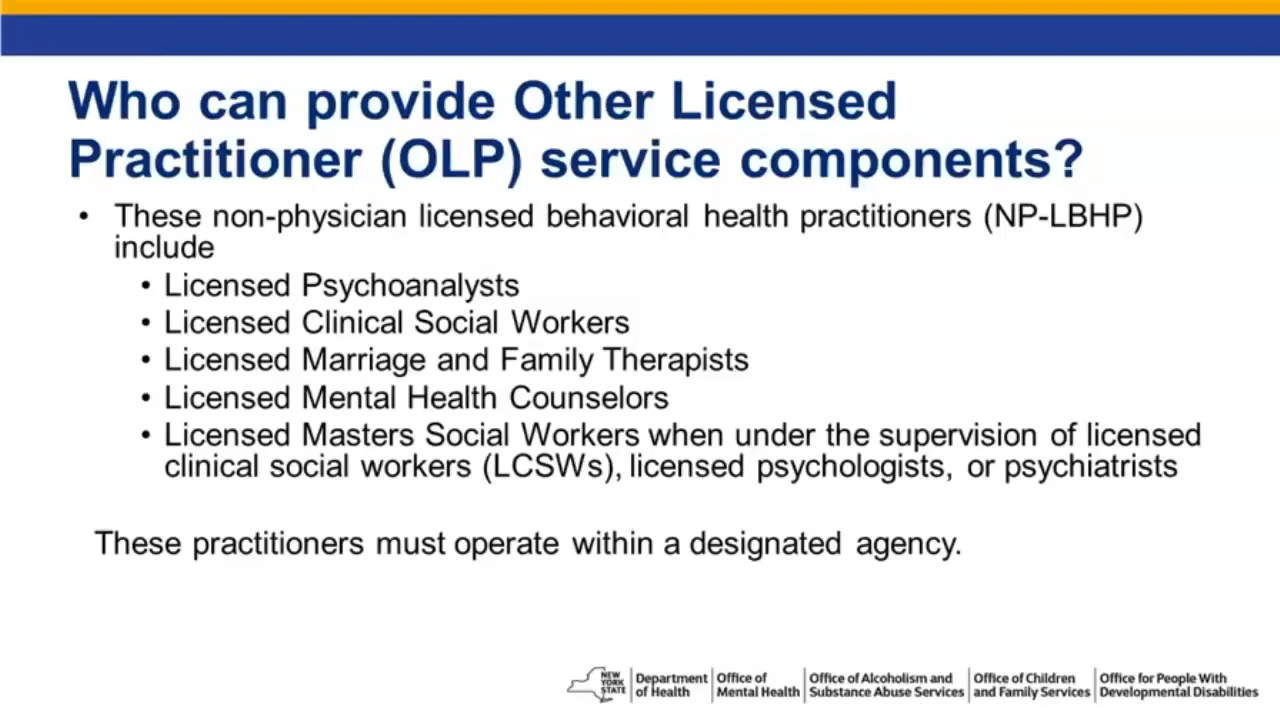 Who can provide Other Licensed
Practitioner (OLP) service components?
• These non-physician licensed behavioral health practitioners (NP-LBHP)
include
• Licensed Psychoanalysts
• Licensed Clinical Social Workers
• Licensed Marriage and Family Therapists
• Licensed Mental Health Counselors
• Licensed Masters Social Workers when under the supervision of licensed
clinical social workers (LCSWs), licensed psychologists, or psychiatrists
These practitioners must operate within a designated agency.
NEW
YORK
STATE
Department
of Health
Office of
Mental Health
Office of Alcoholism and
Substance Abuse Services
Office of Children
and Family Services
Office for People With
Developmental Disabilities